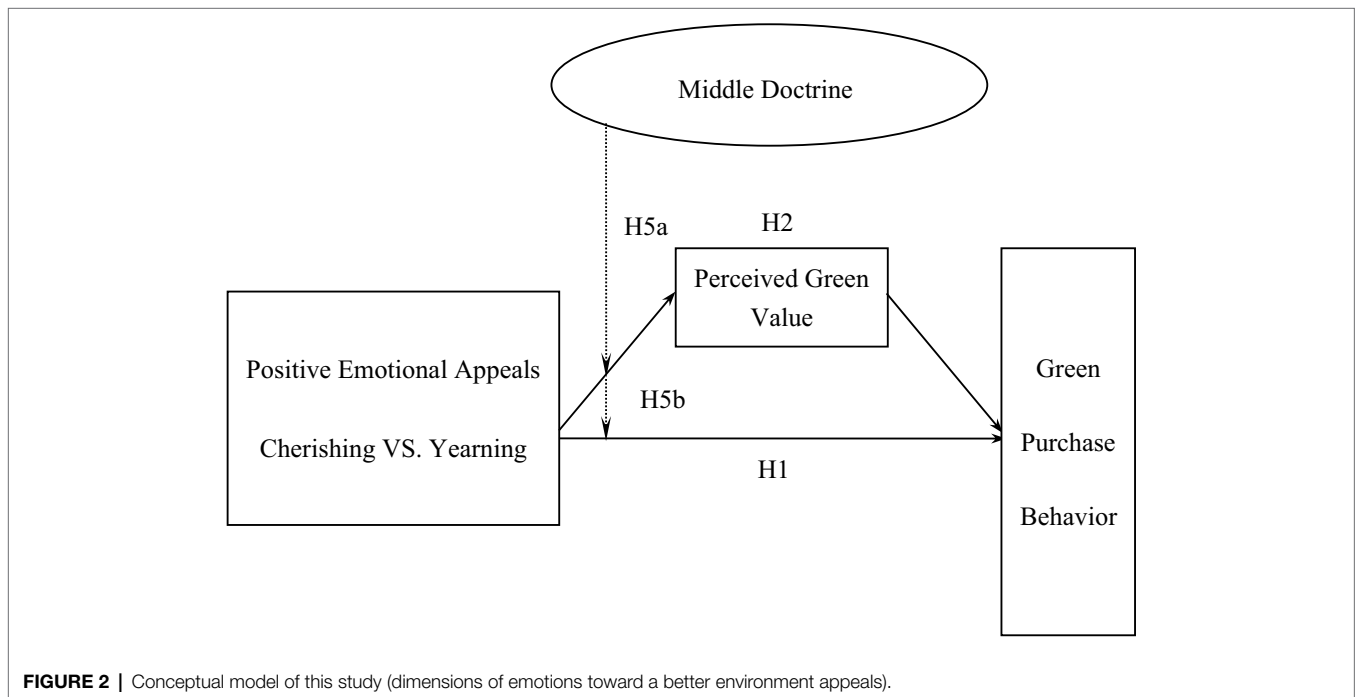 Middle Doctrine
H5a
H2
Perceived Green
Value
Positive Emotional Appeals
Cherishing VS. Yearning
H5b
H1
Green
Purchase
Behavior
FIGURE 2 | Conceptual model of this study (dimensions of emotions toward a better environment appeals).